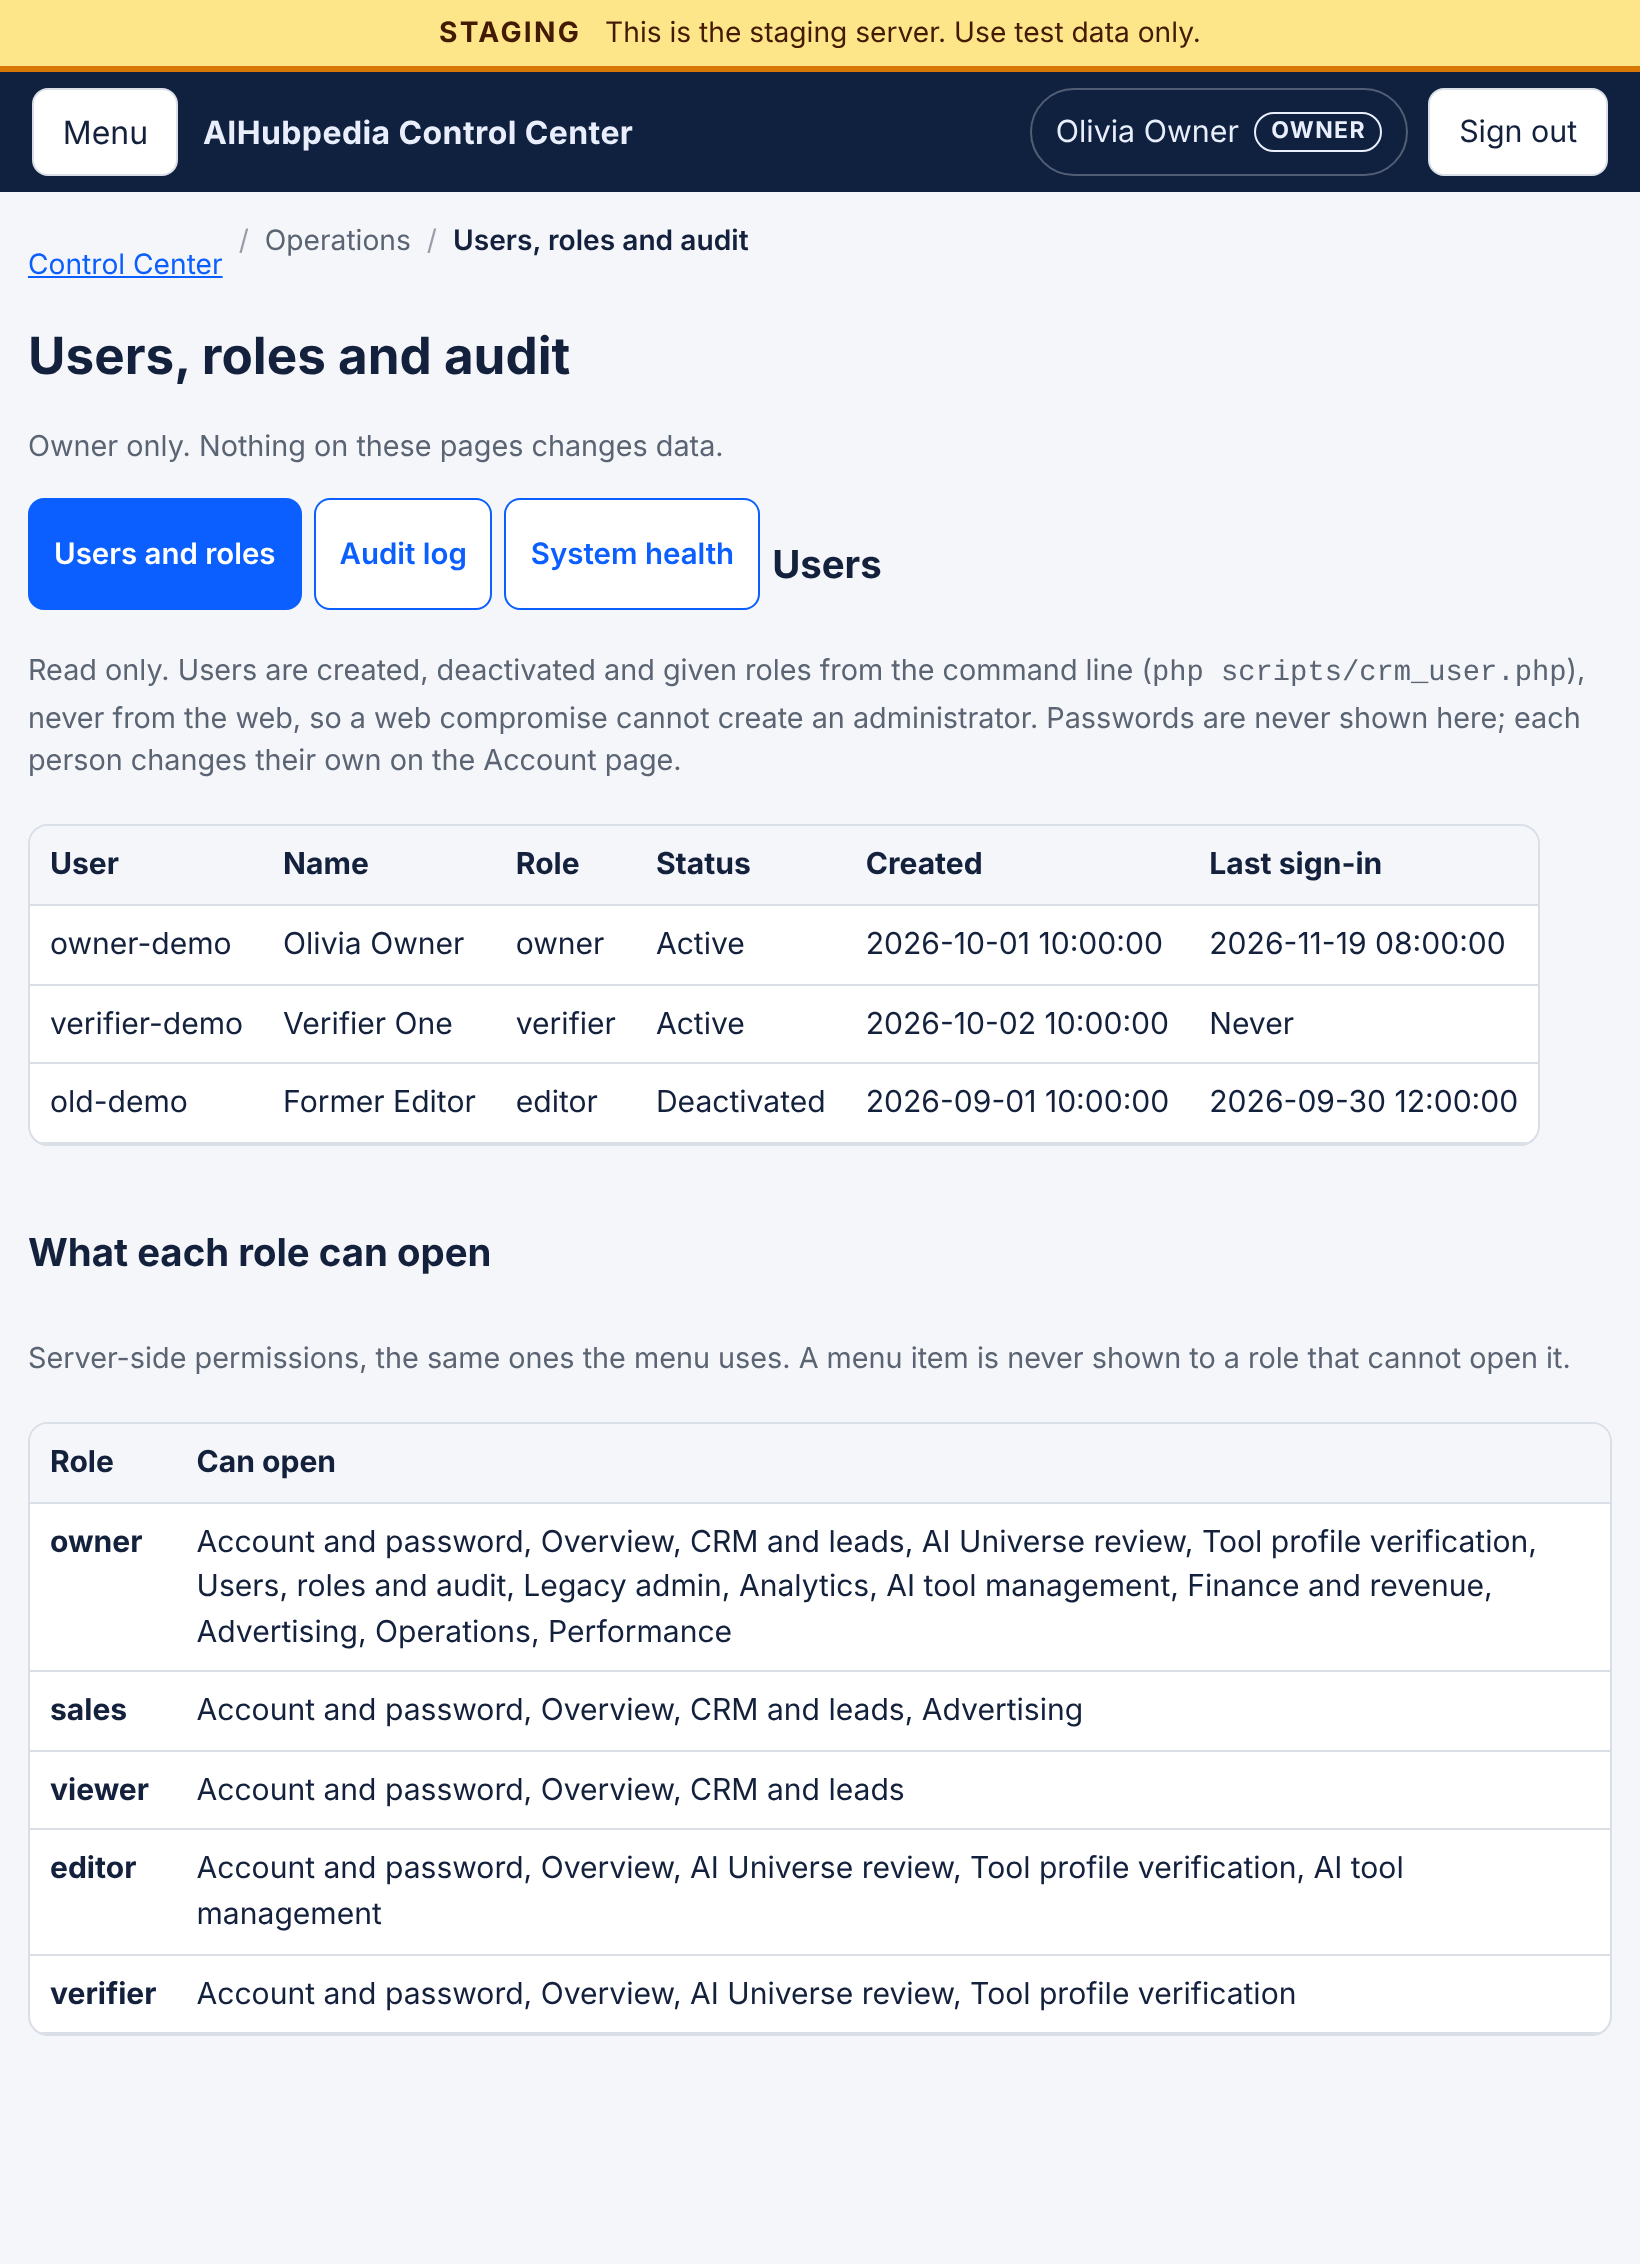 STAGING This is the staging server. Use test data only.
Menu AIHubpedia Control Center Olivia Owner OWNER Sign out
Control Center / Operations / Users, roles and audit
Users, roles and audit
Owner only. Nothing on these pages changes data.
Users and roles Audit log System health Users
Read only. Users are created, deactivated and given roles from the command line (php scripts/crm_user.php),
never from the web, so a web compromise cannot create an administrator. Passwords are never shown here; each
person changes their own on the Account page.
User Name Role Status Created Last sign-in
owner-demo Olivia Owner owner Active 2026-10-01 10:00:00 2026-11-19 08:00:00
verifier-demo Verifier One verifier Active 2026-10-02 10:00:00 Never
old-demo Former Editor editor Deactivated 2026-09-01 10:00:00 2026-09-30 12:00:00
What each role can open
Server-side permissions, the same ones the menu uses. A menu item is never shown to a role that cannot open it.
Role Can open
owner Account and password, Overview, CRM and leads, AI Universe review, Tool profile verification,
Users, roles and audit, Legacy admin, Analytics, AI tool management, Finance and revenue,
Advertising, Operations, Performance
sales Account and password, Overview, CRM and leads, Advertising
viewer Account and password, Overview, CRM and leads
editor Account and password, Overview, AI Universe review, Tool profile verification, AI tool
management
verifier Account and password, Overview, AI Universe review, Tool profile verification